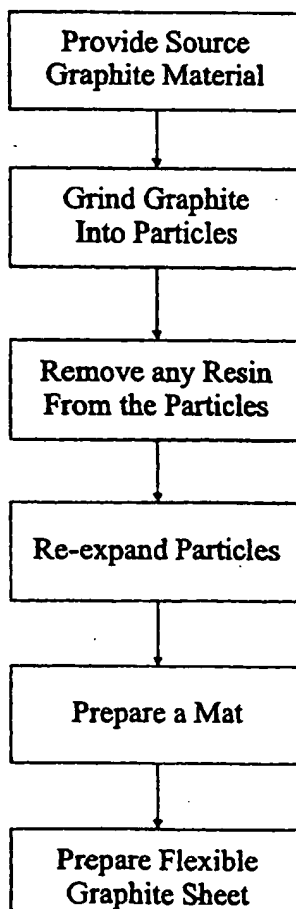 Provide Source
Graphite Material
Grind Graphite
Into Particles
Remove any Resin
From the Particles
Re-expand Particles
Prepare a Mat
Prepare Flexible
Graphite Sheet